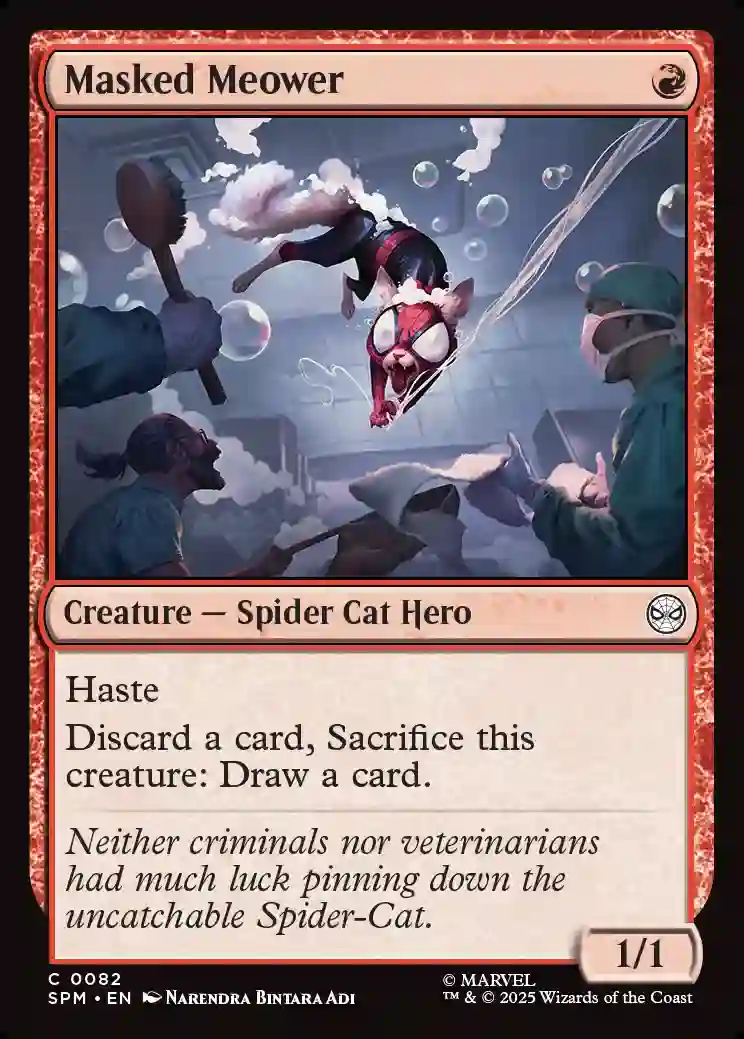 Masked Meower
Creature — Spider Cat Hero
Haste
Discard a card, Sacrifice this
creature: Draw a card.
Neither criminals nor veterinarians
had much luck pinning down the
uncatchable Spider-Cat.
1/1
C 0082
SPM • EN Narendra Bintara Adi
© MARVEL
™ & © 2025 Wizards of the Coast